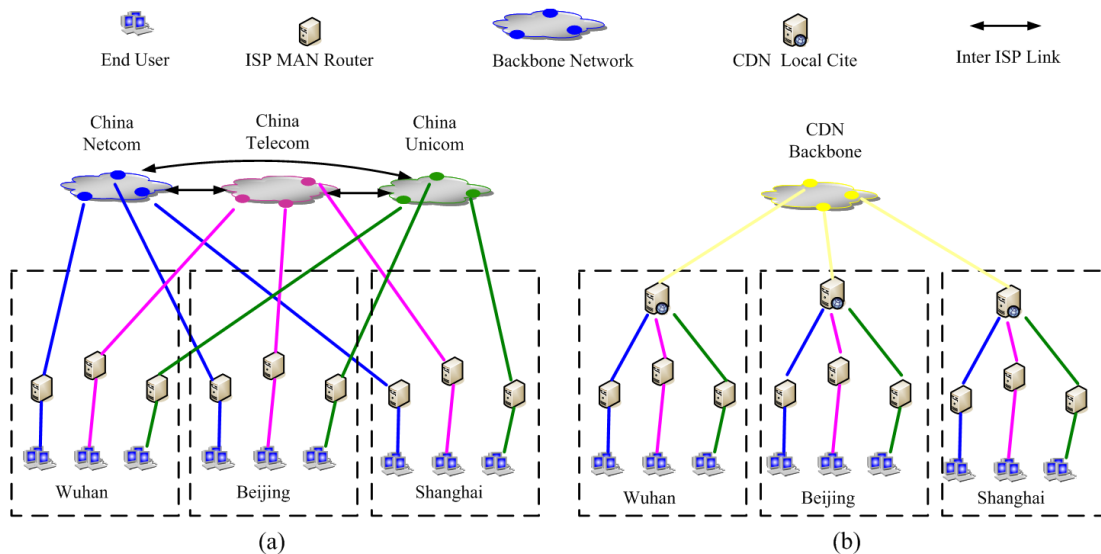 End User
ISP MAN Router
Backbone Network
CDN Local Cite
Inter ISP Link
China
Netcom
China
Telecom
China
Unicom
CDN
Backbone
Wuhan
Beijing
Shanghai
Wuhan
Beijing
Shanghai
(a)
(b)